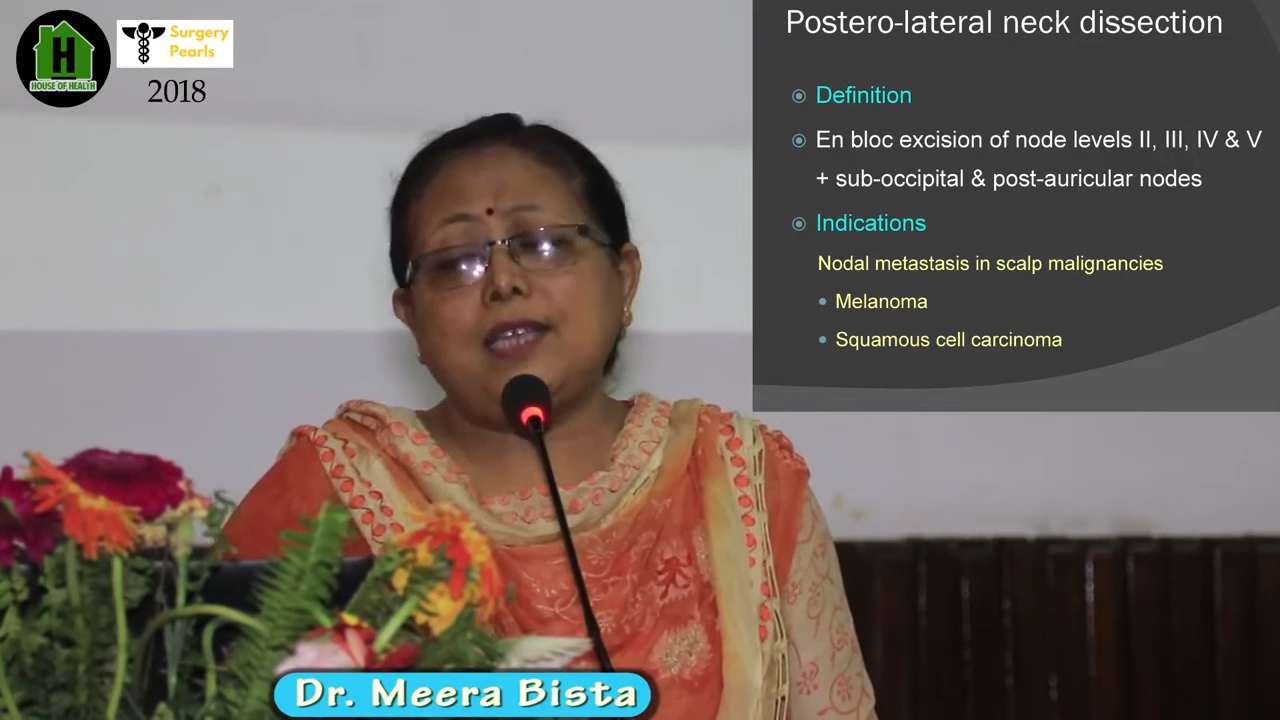 H
HOUSE OF HEALTH
Surgery
Pearls
2018
Postero-lateral neck dissection
Definition
En bloc excision of node levels II, III, IV & V
+ sub-occipital & post-auricular nodes
Indications
Nodal metastasis in scalp malignancies
Melanoma
Squamous cell carcinoma
Dr. Meera Bista